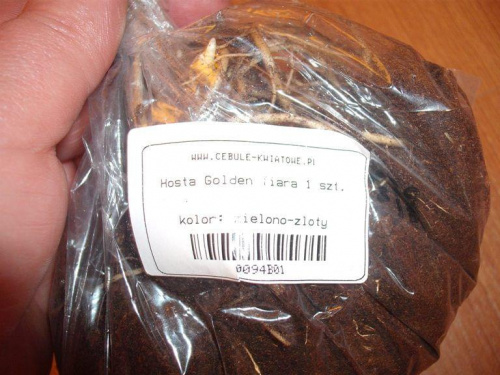 WWW.CEBULE-KWIATOWE.PL
Hosta Golden Tiara 1 szt.
kolor: zielono-zloty
0094B01